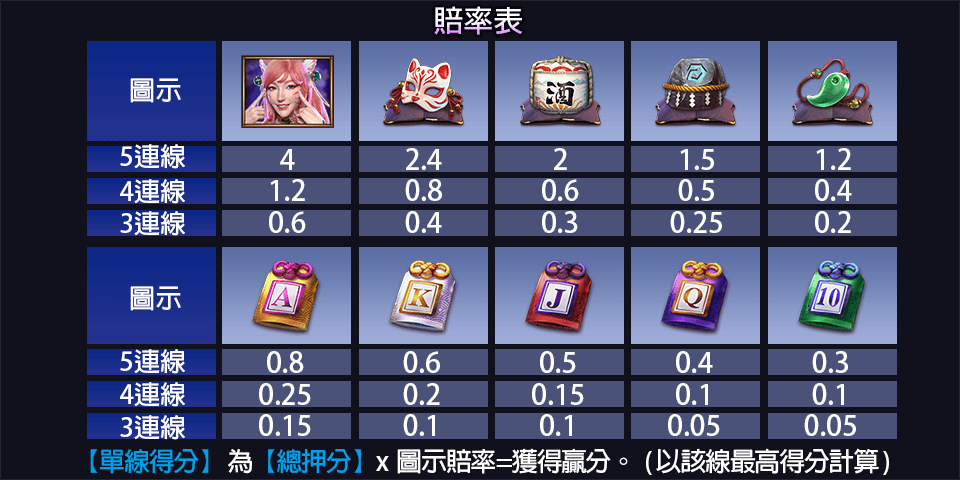 賠率表
圖示 酒
5連線 4 2.4 2 1.5 1.2
4連線 1.2 0.8 0.6 0.5 0.4
3連線 0.6 0.4 0.3 0.25 0.2
圖示 A K J Q 10
5連線 0.8 0.6 0.5 0.4 0.3
4連線 0.25 0.2 0.15 0.1 0.1
3連線 0.15 0.1 0.1 0.05 0.05
【單線得分】為【總押分】x 圖示賠率=獲得贏分。(以該線最高得分計算)